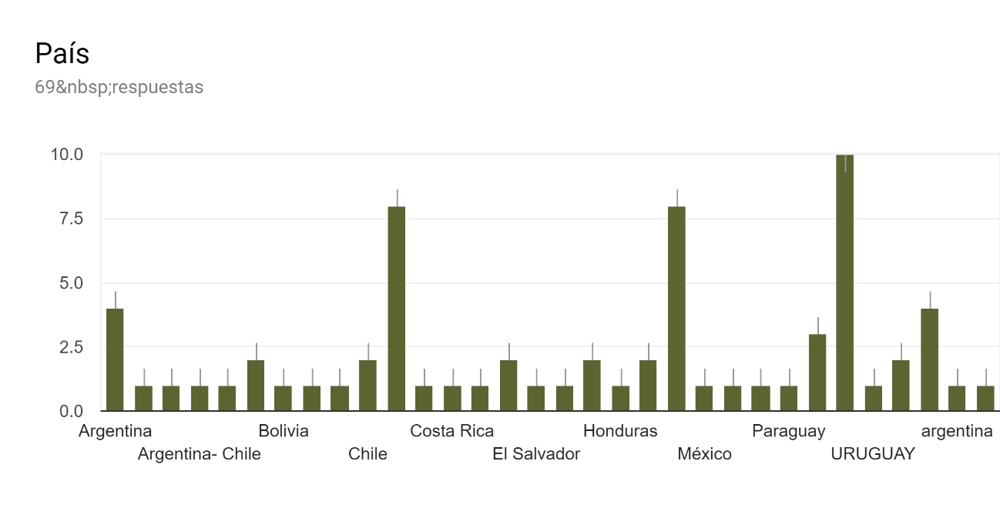 País
69&nbsp;respuestas
10.0
7.5
5.0
2.5
0.0
Argentina Bolivia Costa Rica Honduras Paraguay argentina
Argentina- Chile Chile El Salvador México URUGUAY